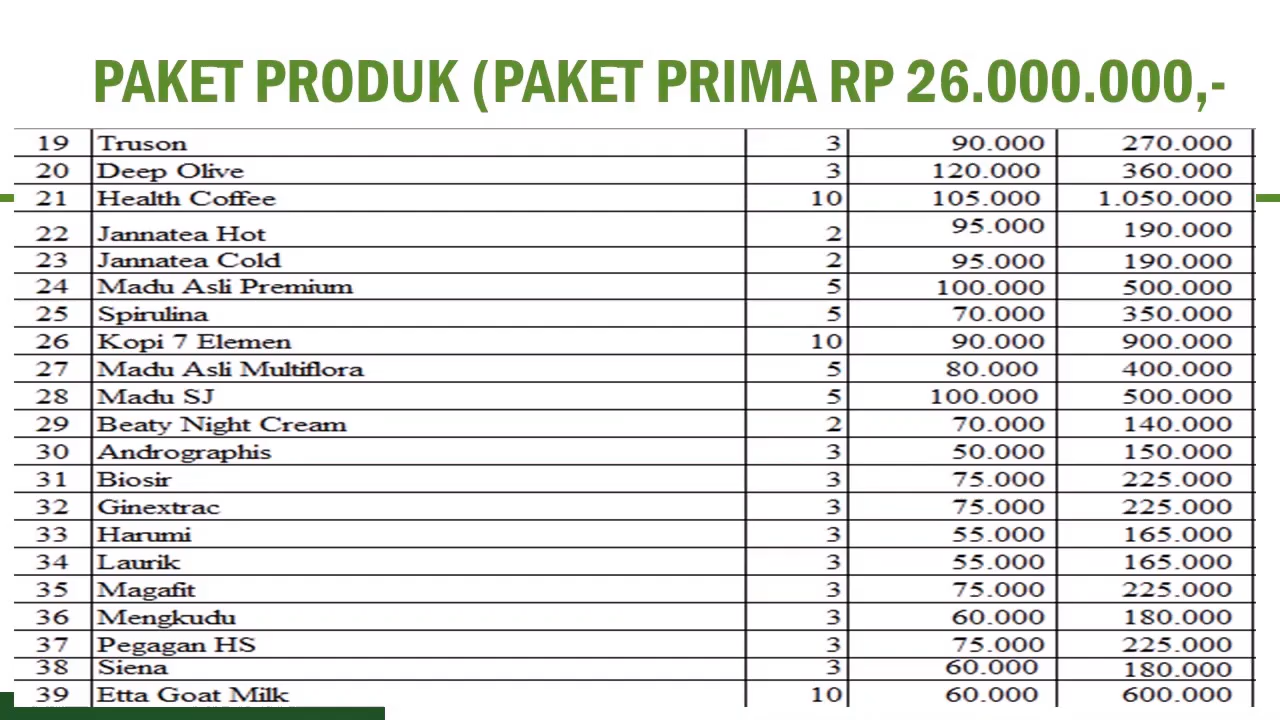 PAKET PRODUK (PAKET PRIMA RP 26.000.000,-
19 Truson 3 90.000 270.000
20 Deep Olive 3 120.000 360.000
21 Health Coffee 10 105.000 1.050.000
22 Jannatea Hot 2 95.000 190.000
23 Jannatea Cold 2 95.000 190.000
24 Madu Asli Premium 5 100.000 500.000
25 Spirulina 5 70.000 350.000
26 Kopi 7 Elemen 10 90.000 900.000
27 Madu Asli Multiflora 5 80.000 400.000
28 Madu SJ 5 100.000 500.000
29 Beaty Night Cream 2 70.000 140.000
30 Andrographis 3 50.000 150.000
31 Biosir 3 75.000 225.000
32 Ginextrac 3 75.000 225.000
33 Harumi 3 55.000 165.000
34 Laurik 3 55.000 165.000
35 Magafit 3 75.000 225.000
36 Mengkudu 3 60.000 180.000
37 Pegagan HS 3 75.000 225.000
38 Siena 3 60.000 180.000
39 Etta Goat Milk 10 60.000 600.000